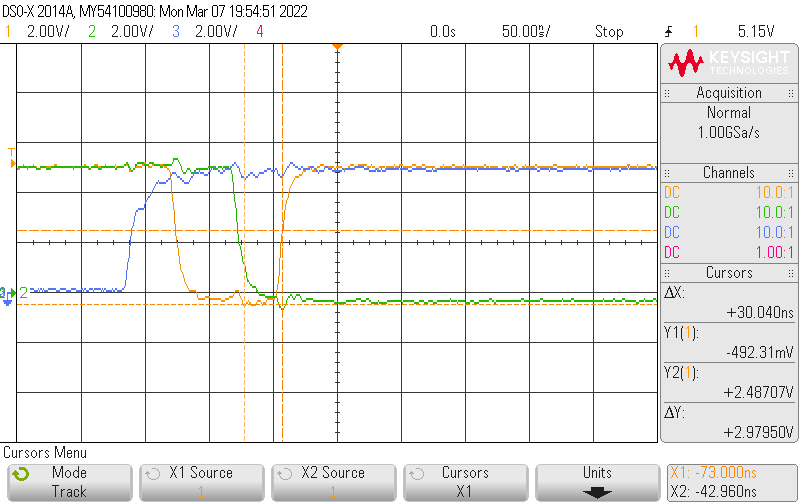 DSO-X 2014A, MY54100980: Mon Mar 07 19:54:51 2022
1 2.00V/ 2 2.00V/ 3 2.00V/ 4 0.0s 50.00ns/ Stop 1 5.15V
KEYSIGHT
TECHNOLOGIES
Acquisition
Normal
1.00GSa/s
Channels
DC 10.0:1
DC 10.0:1
DC 10.0:1
DC 1.00:1
Cursors
ΔX:
+30.040ns
Y1(1):
-492.31mV
Y2(1):
+2.48707V
ΔY:
+2.97950V
T
2
Cursors Menu
Mode
Track
X1 Source
1
X2 Source
1
Cursors
X1
Units
X1: -73.000ns
X2: -42.960ns